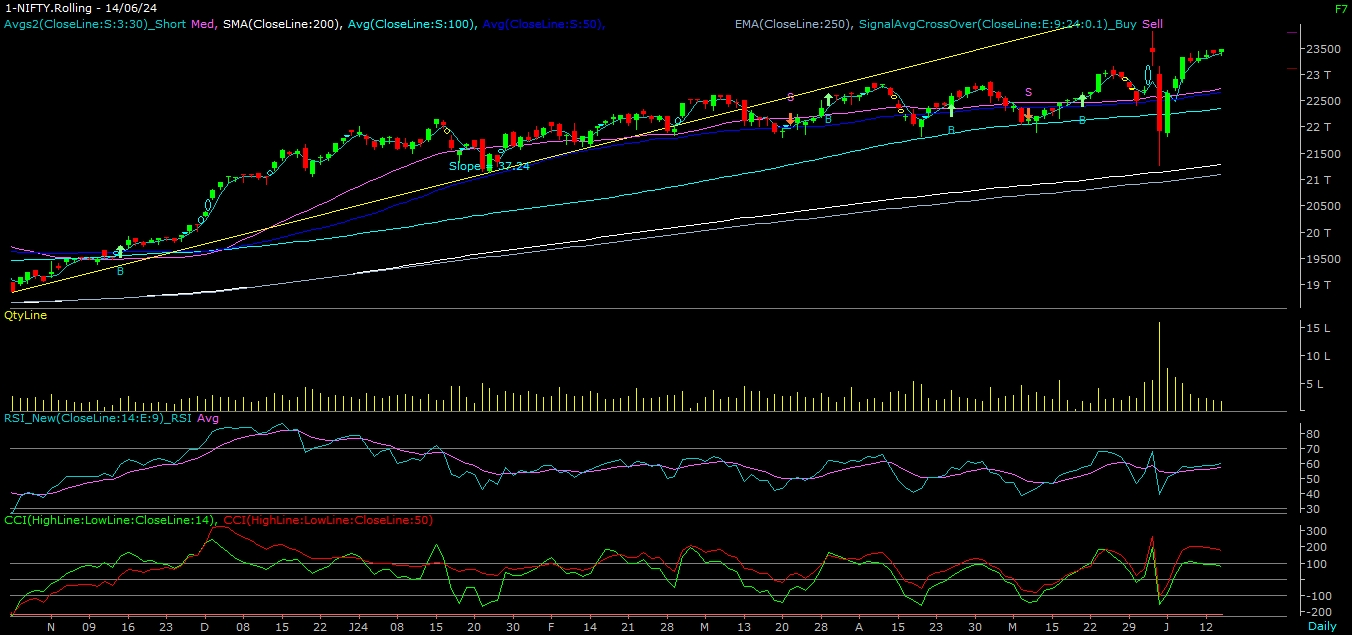 1-NIFTY.Rolling - 14/06/24
F7
Avgs2(CloseLine:S:3:30)_Short Med, SMA(CloseLine:200), Avg(CloseLine:S:100), Avg(CloseLine:S:50), EMA(CloseLine:250), SignalAvgCrossOver(CloseLine:E:9:24:0.1)_Buy Sell
23500
23 T
22500
22 T
21500
21 T
20500
20 T
19500
19 T
S
S
B
B
B
B
Slope = 37.24
QtyLine
15 L
10 L
5 L
RSI_New(CloseLine:14:E:9)_RSI Avg
80
70
60
50
40
30
CCI(HighLine:LowLine:CloseLine:14), CCI(HighLine:LowLine:CloseLine:50)
300
200
100
-100
-200
N 09 16 23 D 08 15 22 J24 08 15 20 30 F 14 21 28 M 13 20 28 A 15 23 30 M 15 22 29 J 12
Daily